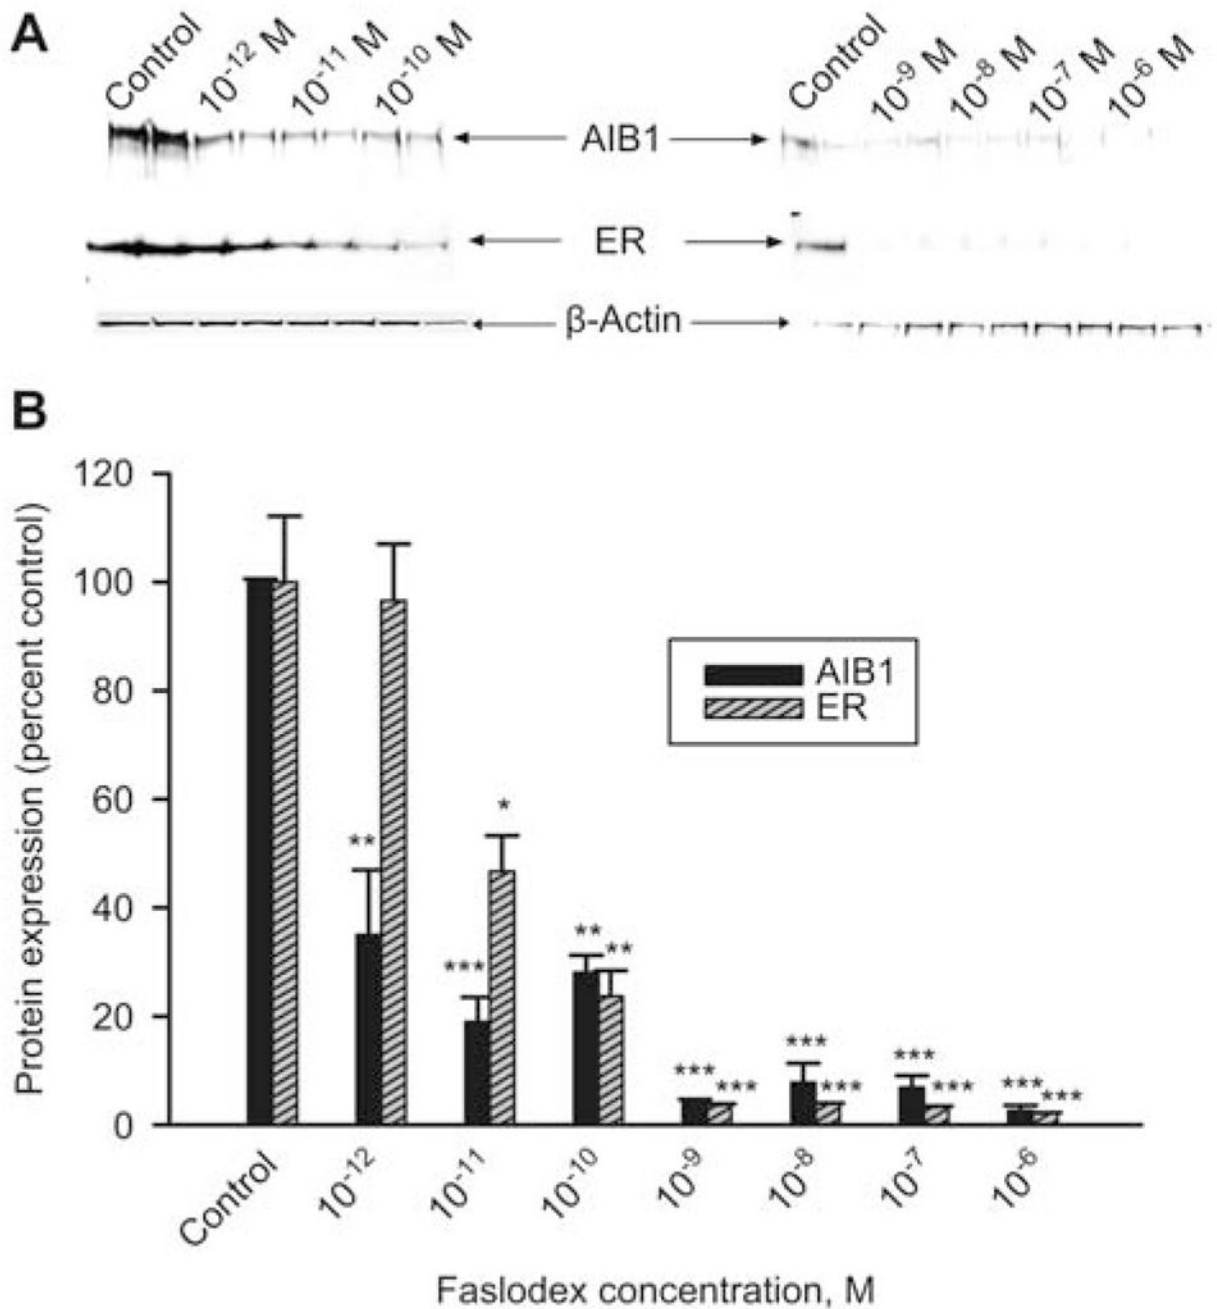 A
Control 10⁻¹² M 10⁻¹¹ M 10⁻¹⁰ M Control 10⁻⁹ M 10⁻⁸ M 10⁻⁷ M 10⁻⁶ M
AIB1
ER
β-Actin
B
Protein expression (percent control)
120
100
80
60
40
20
0
AIB1
ER
** *** * ** ** *** *** *** *** *** *** *** ***
Control 10⁻¹² 10⁻¹¹ 10⁻¹⁰ 10⁻⁹ 10⁻⁸ 10⁻⁷ 10⁻⁶
Faslodex concentration, M